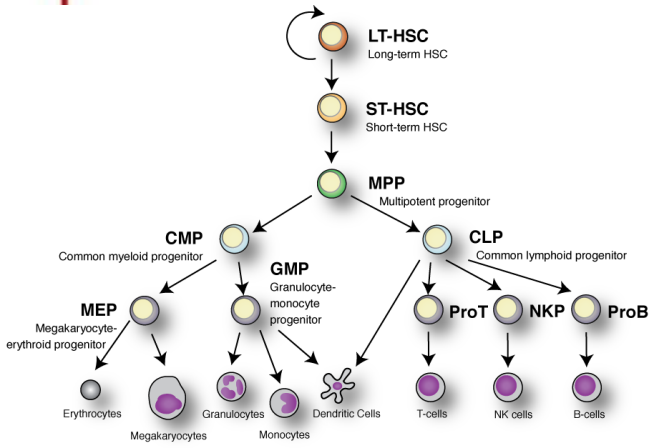 LT-HSC
Long-term HSC
ST-HSC
Short-term HSC
MPP
Multipotent progenitor
CMP
Common myeloid progenitor
CLP
Common lymphoid progenitor
GMP
Granulocyte-
monocyte
progenitor
MEP
Megakaryocyte-
erythroid progenitor
ProT
NKP
ProB
Erythrocytes
Megakaryocytes
Granulocytes
Monocytes
Dendritic Cells
T-cells
NK cells
B-cells